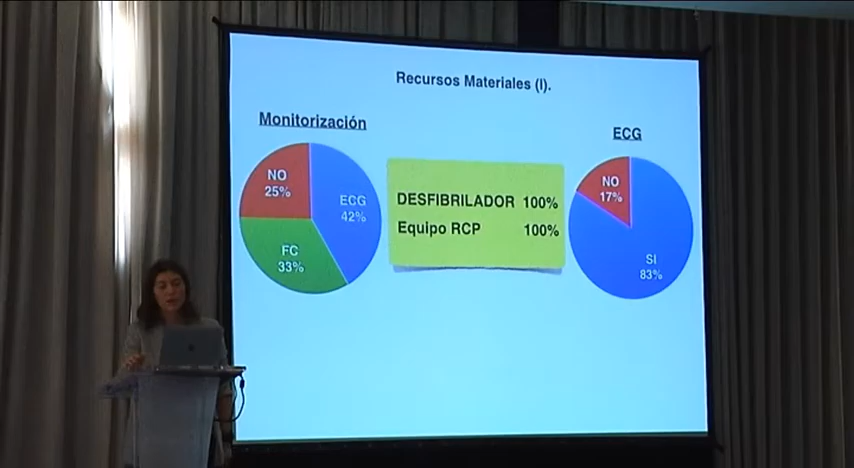 Recursos Materiales (I).
Monitorización
NO
25%
ECG
42%
FC
33%
DESFIBRILADOR 100%
Equipo RCP 100%
ECG
NO
17%
SI
83%